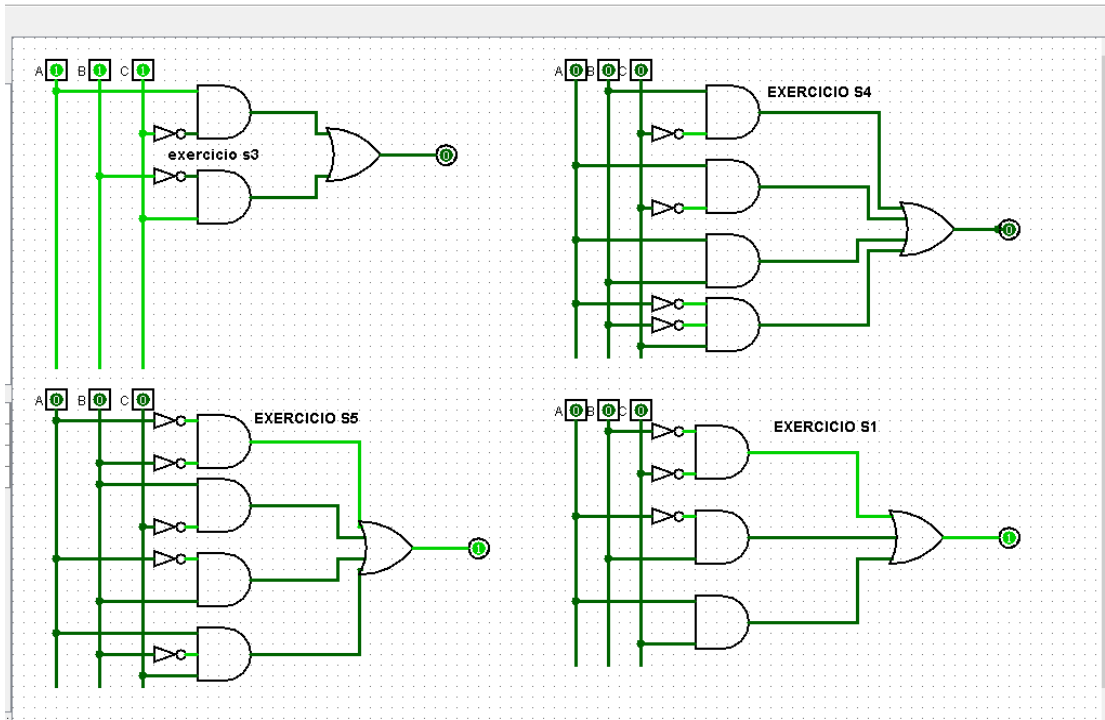 A 1 B 1 C 1
exercicio s3
0
A 0 B 0 C 0
EXERCICIO S4
0
A 0 B 0 C 0
EXERCICIO S5
1
A 0 B 0 C 0
EXERCICIO S1
1